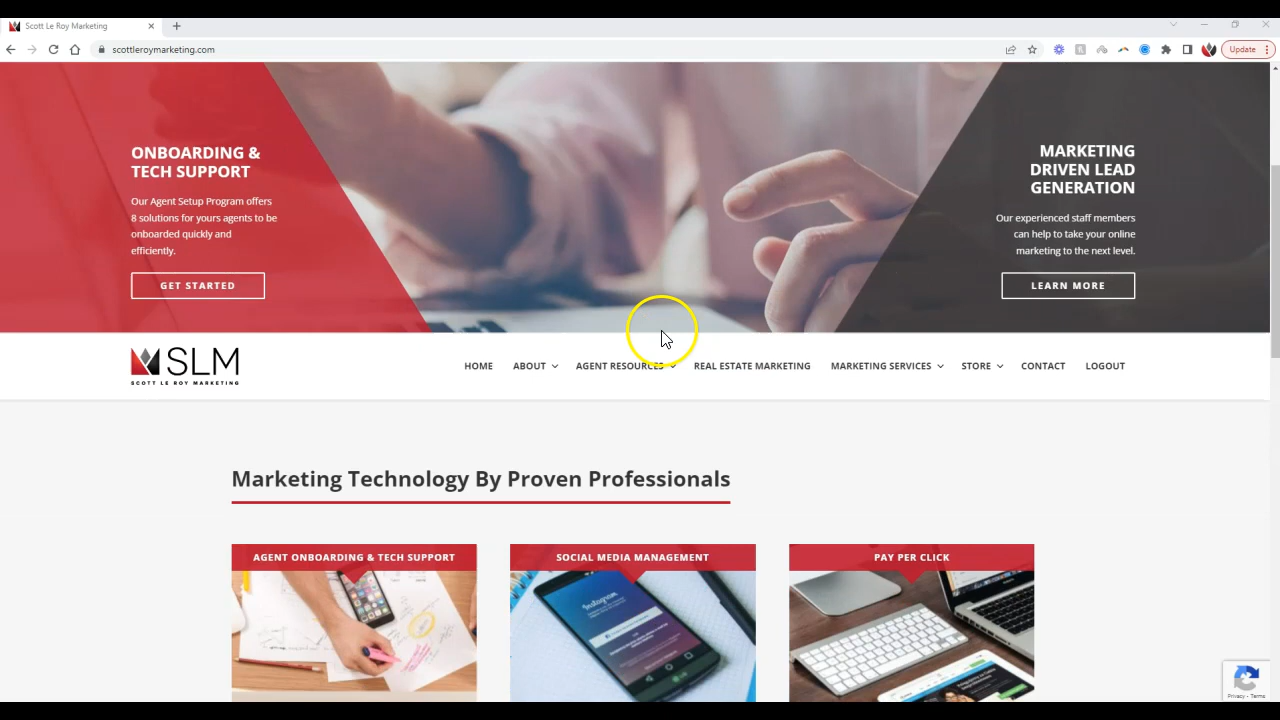 Scott Le Roy Marketing
scottleroymarketing.com
Update
ONBOARDING &
TECH SUPPORT
Our Agent Setup Program offers
8 solutions for yours agents to be
onboarded quickly and
efficiently.
GET STARTED
MARKETING
DRIVEN LEAD
GENERATION
Our experienced staff members
can help to take your online
marketing to the next level.
LEARN MORE
SLM
SCOTT LE ROY MARKETING
HOME ABOUT AGENT RESOURCES REAL ESTATE MARKETING MARKETING SERVICES STORE CONTACT LOGOUT
Marketing Technology By Proven Professionals
AGENT ONBOARDING & TECH SUPPORT
SOCIAL MEDIA MANAGEMENT
PAY PER CLICK
Instagram
Privacy - Terms